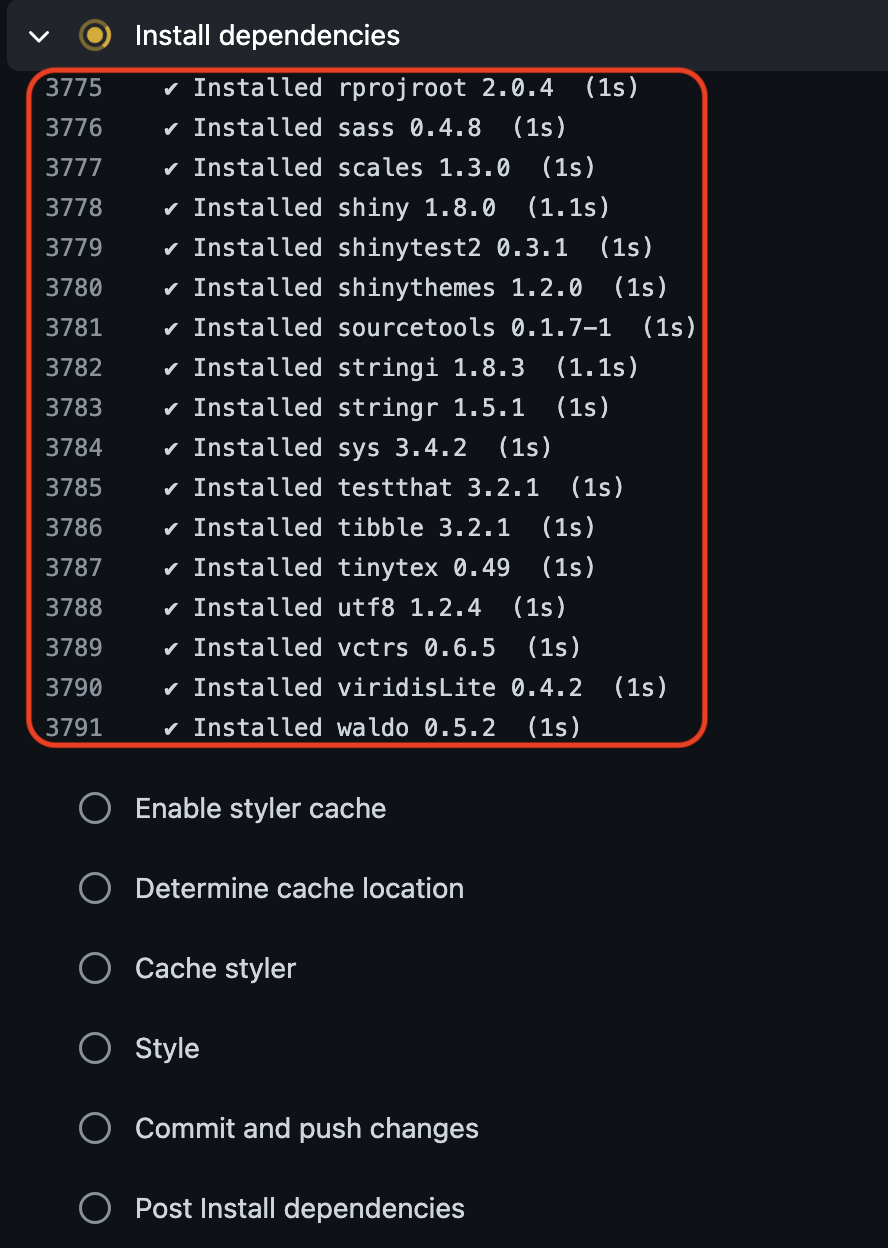 Install dependencies
3775 ✔ Installed rprojroot 2.0.4 (1s)
3776 ✔ Installed sass 0.4.8 (1s)
3777 ✔ Installed scales 1.3.0 (1s)
3778 ✔ Installed shiny 1.8.0 (1.1s)
3779 ✔ Installed shinytest2 0.3.1 (1s)
3780 ✔ Installed shinythemes 1.2.0 (1s)
3781 ✔ Installed sourcetools 0.1.7-1 (1s)
3782 ✔ Installed stringi 1.8.3 (1.1s)
3783 ✔ Installed stringr 1.5.1 (1s)
3784 ✔ Installed sys 3.4.2 (1s)
3785 ✔ Installed testthat 3.2.1 (1s)
3786 ✔ Installed tibble 3.2.1 (1s)
3787 ✔ Installed tinytex 0.49 (1s)
3788 ✔ Installed utf8 1.2.4 (1s)
3789 ✔ Installed vctrs 0.6.5 (1s)
3790 ✔ Installed viridisLite 0.4.2 (1s)
3791 ✔ Installed waldo 0.5.2 (1s)
Enable styler cache
Determine cache location
Cache styler
Style
Commit and push changes
Post Install dependencies